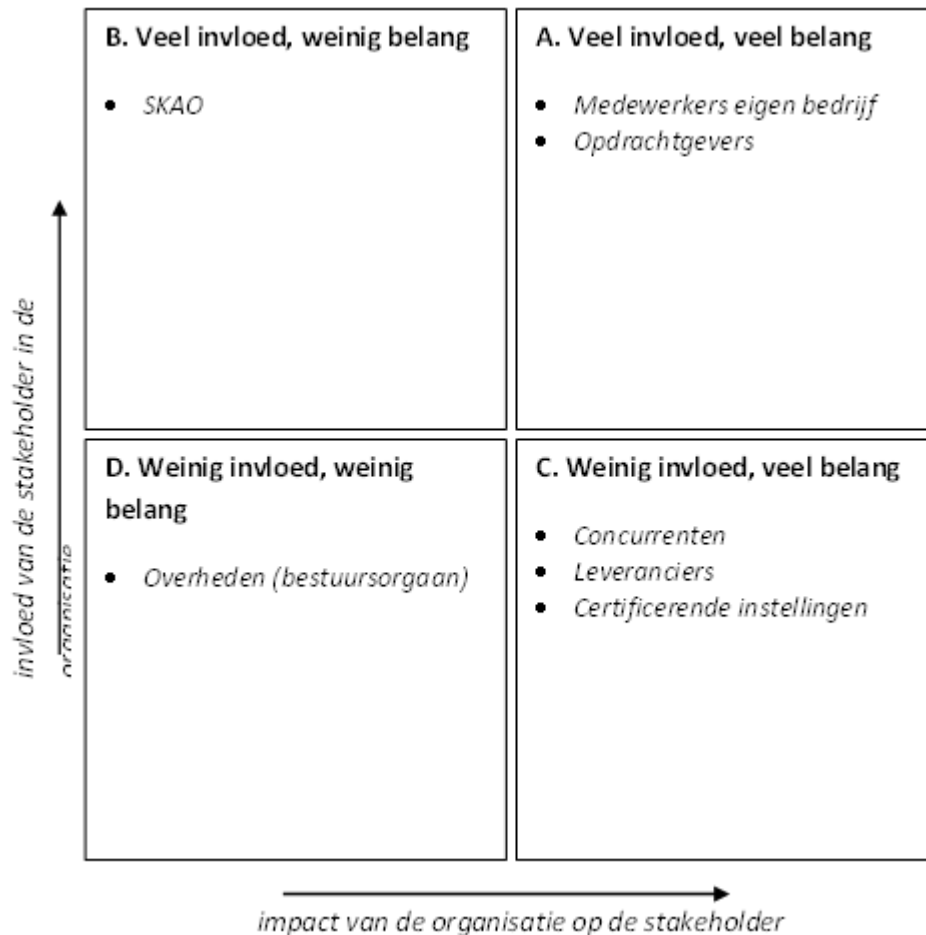 B. Veel invloed, weinig belang
• SKAO
A. Veel invloed, veel belang
• Medewerkers eigen bedrijf
• Opdrachtgevers
D. Weinig invloed, weinig
belang
• Overheden (bestuursorgaan)
C. Weinig invloed, veel belang
• Concurrenten
• Leveranciers
• Certificerende instellingen
invloed van de stakeholder in de
organisatie
impact van de organisatie op de stakeholder